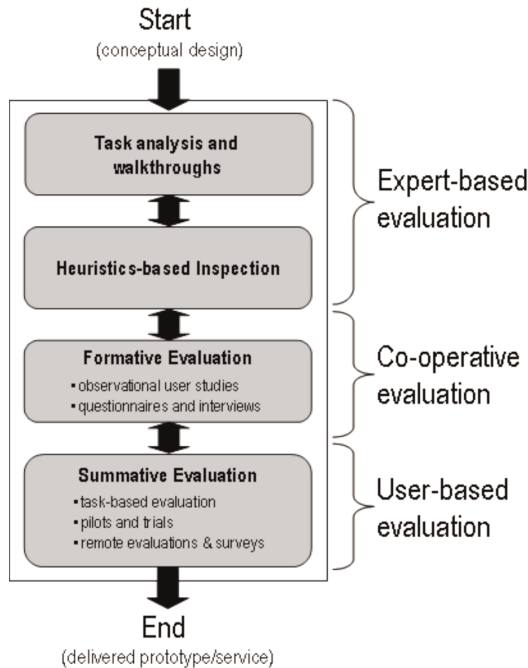 Start
(conceptual design)
Task analysis and
walkthroughs
Expert-based
evaluation
Heuristics-based Inspection
Formative Evaluation
▪ observational user studies
▪ questionnaires and interviews
Co-operative
evaluation
Summative Evaluation
▪ task-based evaluation
▪ pilots and trials
▪ remote evaluations & surveys
User-based
evaluation
End
(delivered prototype/service)